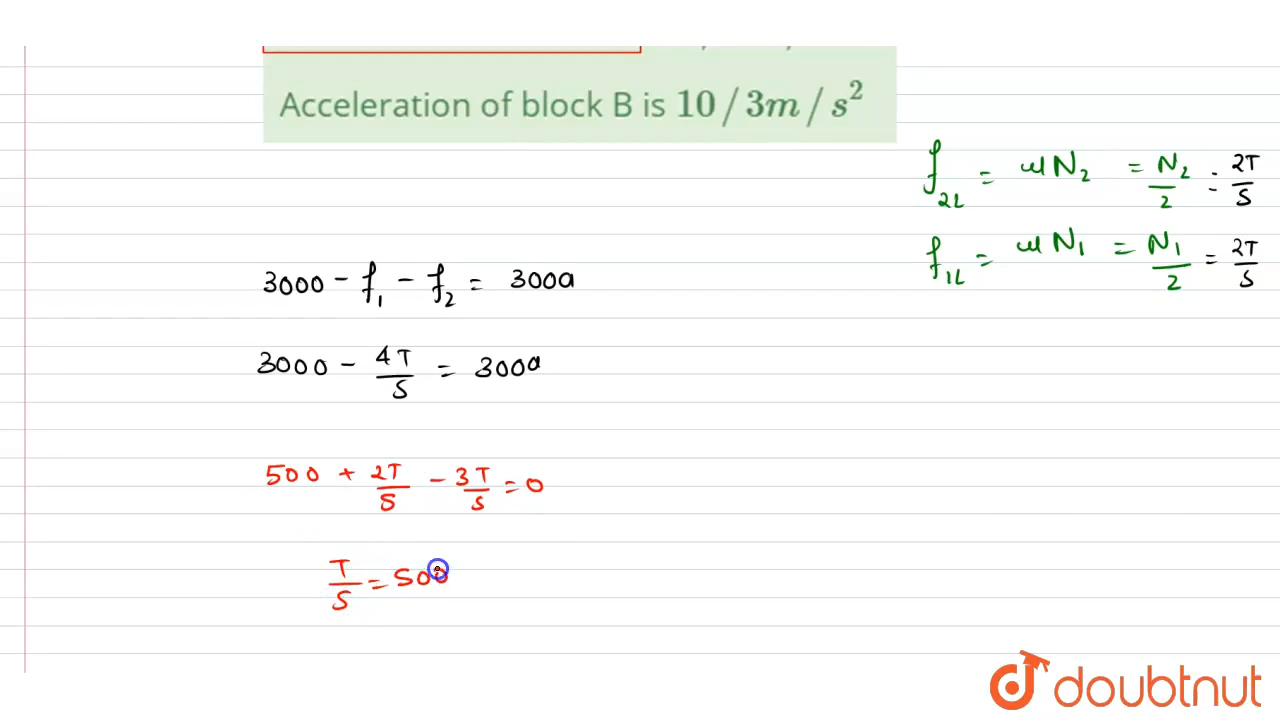 Acceleration of block B is 10/3m/s²
f₂L = μN₂ = N₂/2 = 2T/5
f₁L = μN₁ = N₁/2 = 2T/5
3000 - f₁ - f₂ = 300a
3000 - 4T/5 = 300a
500 + 2T/5 - 3T/5 = 0
T/5 = 500
doubtnut